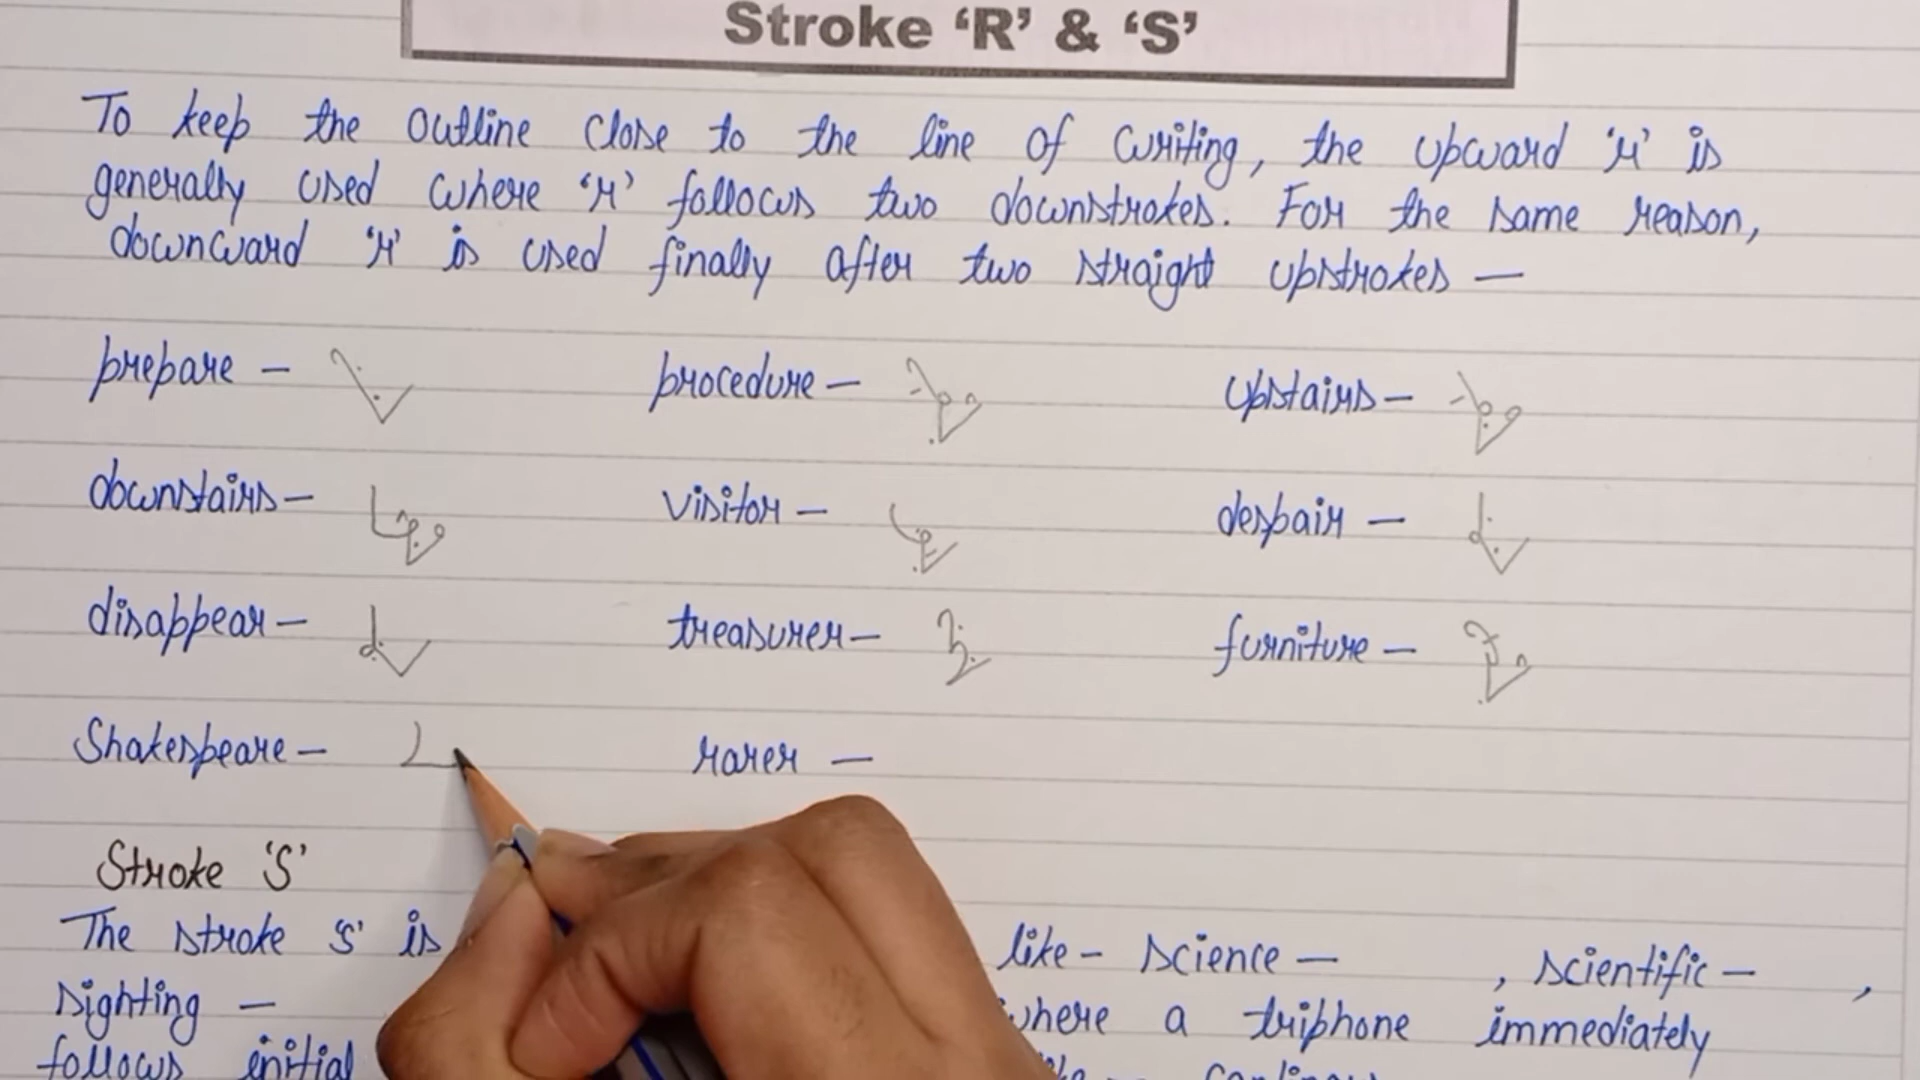 Stroke ‘R’ & ‘S’
To keep the outline close to the line of writing, the upward ‘r’ is
generally used where ‘r’ follows two downstrokes. For the same reason,
downward ‘r’ is used finally after two straight upstrokes —
prepare — procedure — upstairs —
downstairs — visitor — despair —
disappear — treasurer — furniture —
Shakespeare — rarer —
Stroke ‘S’
The stroke ‘s’ is like - science — , scientific — ,
sighting — where a triphone immediately
follows initial